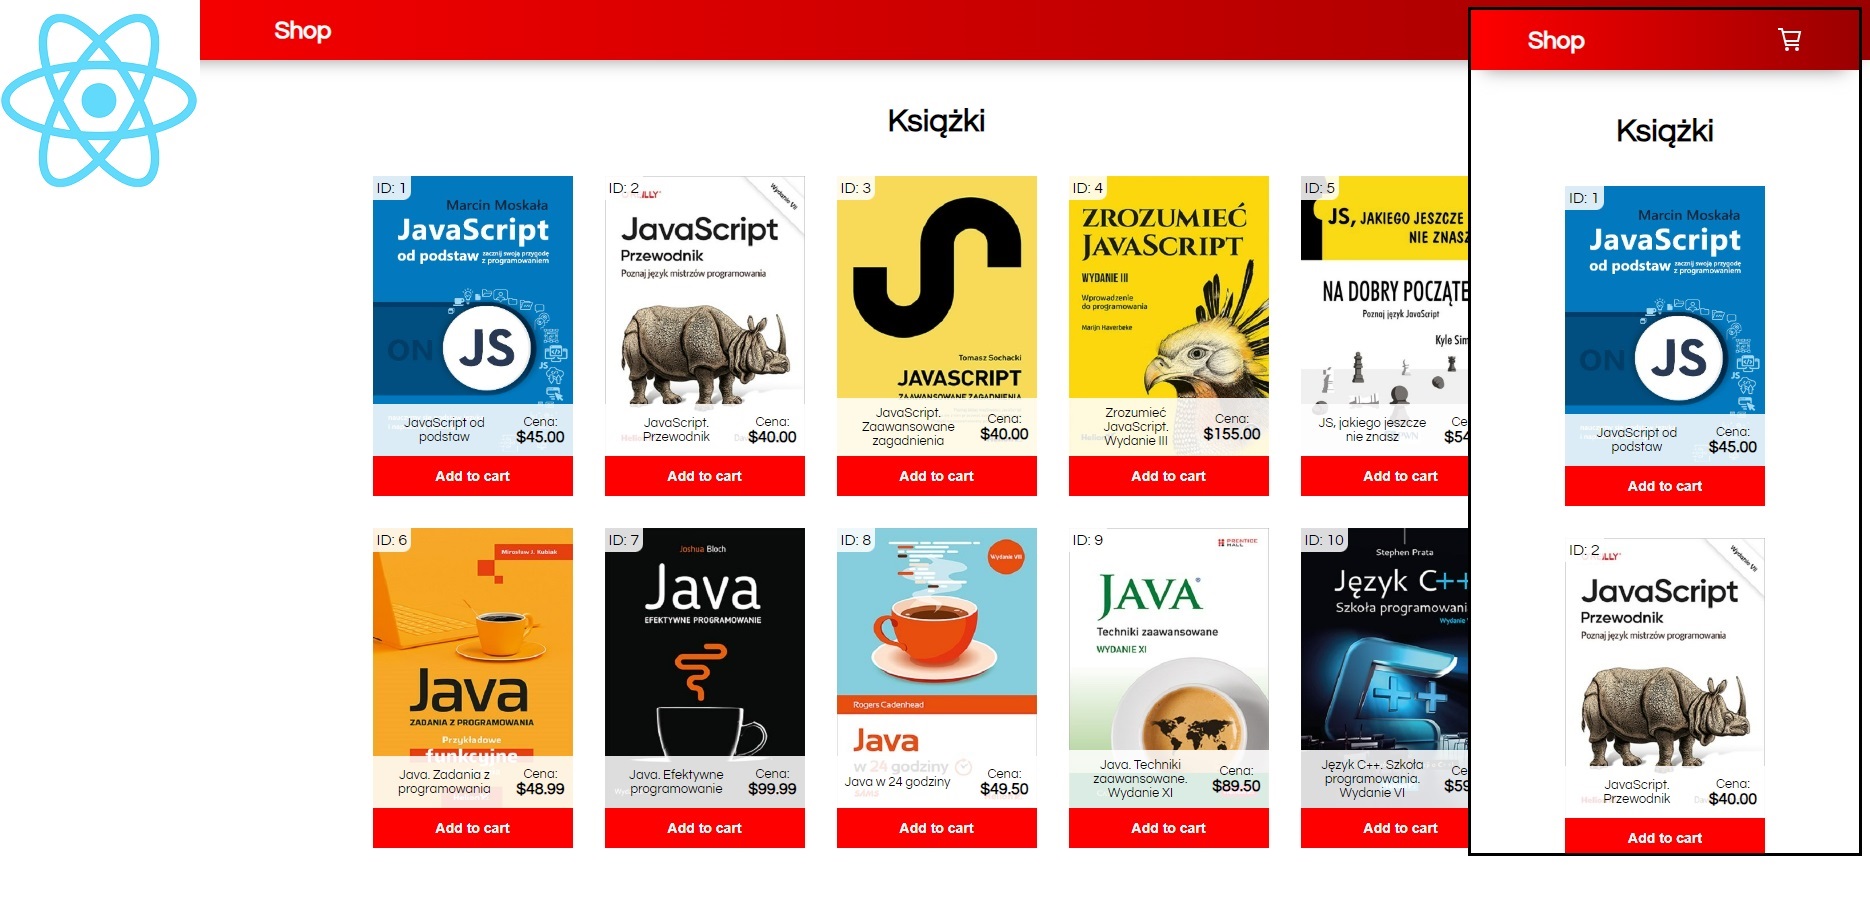 Shop
Książki
ID: 1
Marcin Moskała
JavaScript
od podstaw zacznij swoją przygodę
z programowaniem
ON JS
JavaScript od
podstaw
Cena:
$45.00
Add to cart
ID: 2
Wydanie VII
JavaScript
Przewodnik
Poznaj język mistrzów programowania
JavaScript.
Przewodnik
Cena:
$40.00
Add to cart
ID: 3
Tomasz Sochacki
JAVASCRIPT
ZAAWANSOWANE ZAGADNIENIA
JavaScript.
Zaawansowane
zagadnienia
Cena:
$40.00
Add to cart
ID: 4
ZROZUMIEĆ
JAVASCRIPT
WYDANIE III
Wprowadzenie
do programowania
Marijn Haverbeke
Zrozumieć
JavaScript.
Wydanie III
Cena:
$155.00
Add to cart
ID: 5
JS, JAKIEGO JESZCZE
NIE ZNASZ
NA DOBRY POCZĄTE
Poznaj język JavaScript
Kyle Sim
JS, jakiego jeszcze
nie znasz
Ce
$54
Add to cart
ID: 6
Mirosław J. Kubiak
Java
ZADANIA Z PROGRAMOWANIA
Przykładowe
funkcyjne
Java. Zadania z
programowania
Cena:
$48.99
Add to cart
ID: 7
Joshua Bloch
Java
EFEKTYWNE PROGRAMOWANIE
Java. Efektywne
programowanie
Cena:
$99.99
Add to cart
ID: 8
Wydanie VIII
Rogers Cadenhead
Java
w 24 godziny
SAMS
Java w 24 godziny
Cena:
$49.50
Add to cart
ID: 9
PRENTICE
HALL
JAVA
Techniki zaawansowane
WYDANIE XI
Java. Techniki
zaawansowane.
Wydanie XI
Cena:
$89.50
Add to cart
ID: 10
Stephen Prata
Język C++
Szkoła programowani
Język C++. Szkoła
programowania.
Wydanie VI
Ce
$59
Add to cart
Shop
Książki
ID: 1
Marcin Moskała
JavaScript
od podstaw zacznij swoją przygodę
z programowaniem
ON JS
JavaScript od
podstaw
Cena:
$45.00
Add to cart
ID: 2
Wydanie VII
JavaScript
Przewodnik
Poznaj język mistrzów programowania
JavaScript.
Przewodnik
Cena:
$40.00
Add to cart